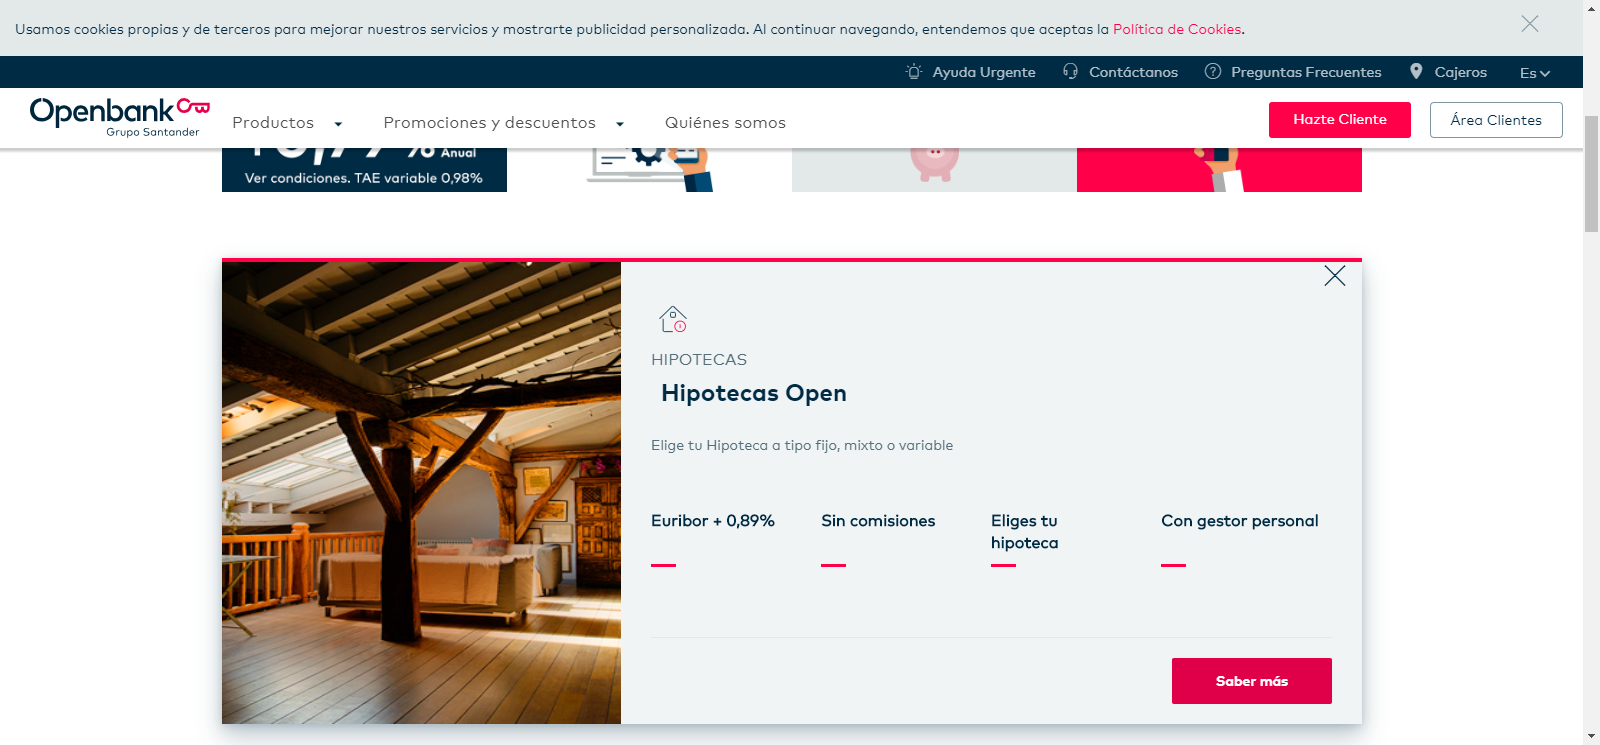 Usamos cookies propias y de terceros para mejorar nuestros servicios y mostrarte publicidad personalizada. Al continuar navegando, entendemos que aceptas la Política de Cookies.
Ayuda Urgente Contáctanos Preguntas Frecuentes Cajeros Es
Openbank
Grupo Santander
Productos Promociones y descuentos Quiénes somos Hazte Cliente Área Clientes
Anual
Ver condiciones. TAE variable 0,98%
HIPOTECAS
Hipotecas Open
Elige tu Hipoteca a tipo fijo, mixto o variable
Euribor + 0,89% Sin comisiones Eliges tu Con gestor personal
hipoteca
Saber más